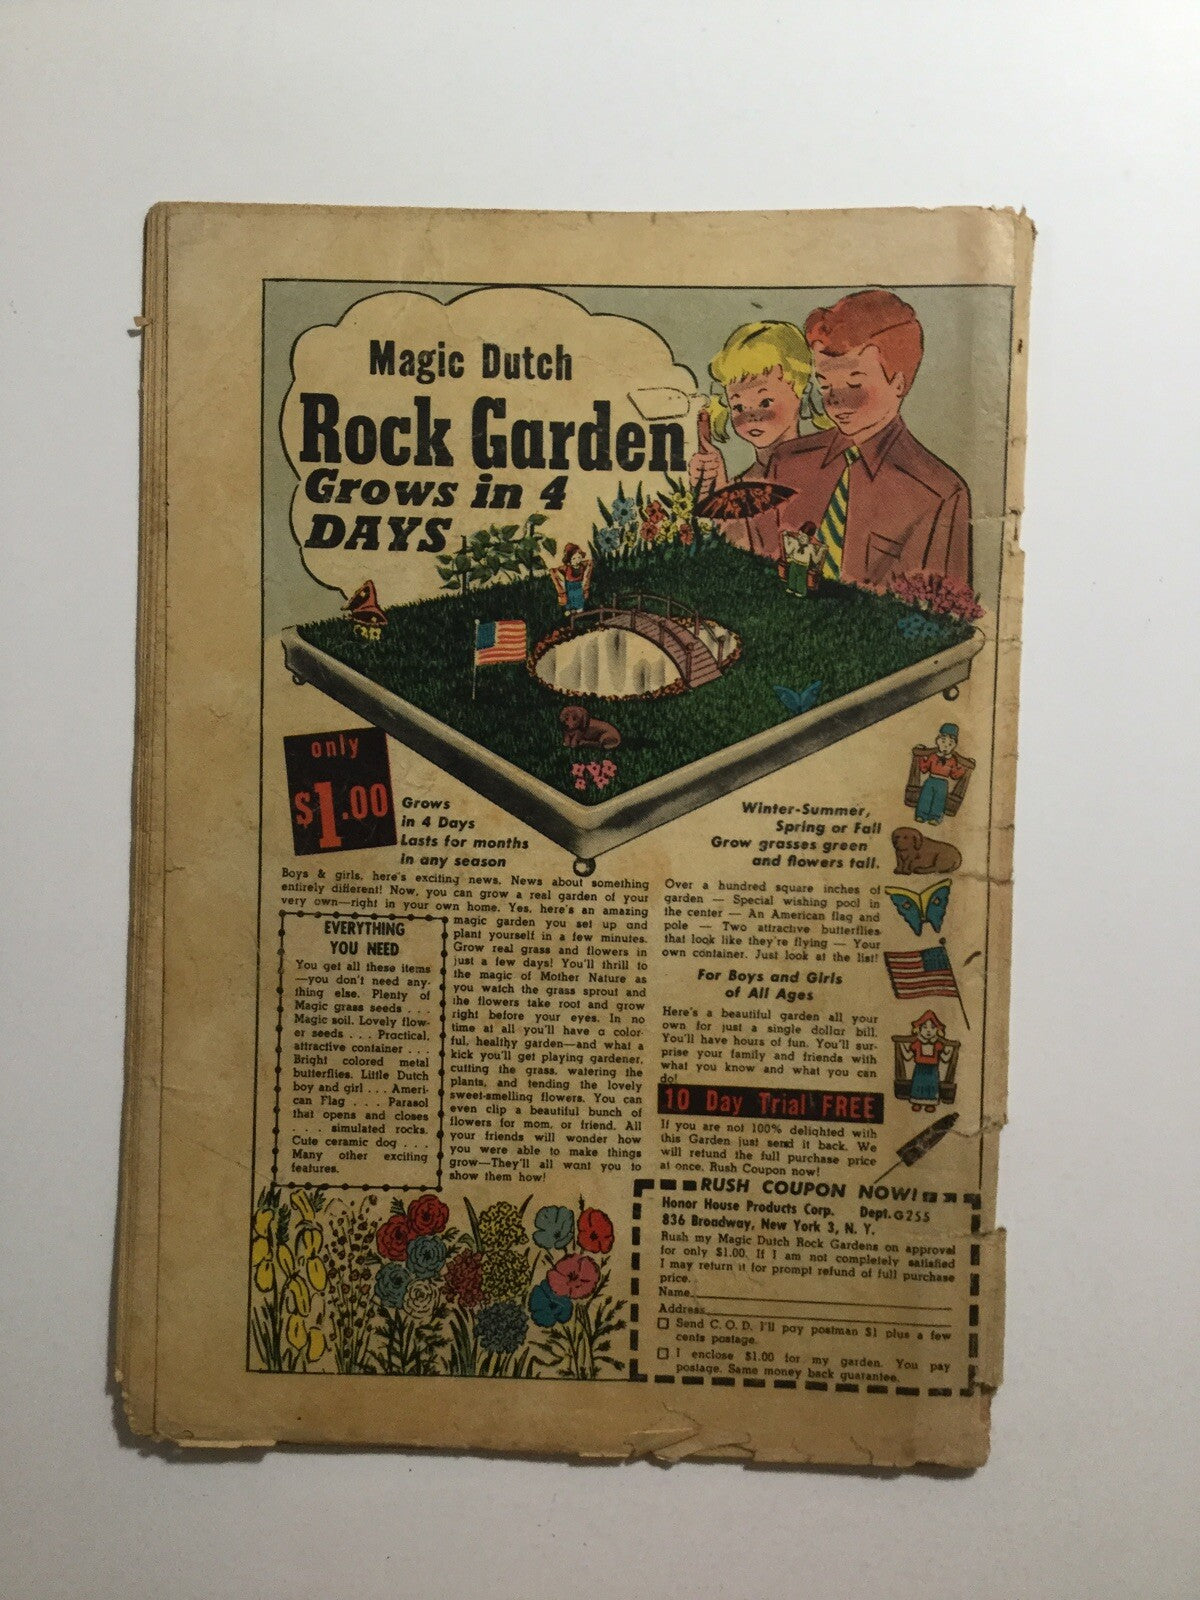 Magic Dutch
Rock Garden
Grows in 4
DAYS
only
$1.00
Grows
in 4 Days
Lasts for months
in any season
Winter-Summer,
Spring or Fall
Grow grasses green
and flowers tall.
Boys & girls, here's exciting news. News about something
entirely different! Now, you can grow a real garden of your
very own—right in your own home. Yes, here's an amazing
magic garden you set up and
plant yourself in a few minutes.
Grow real grass and flowers in
just a few days! You'll thrill to
the magic of Mother Nature as
you watch the grass sprout and
the flowers take root and grow
right before your eyes. In no
time at all you'll have a color-
ful, healthy garden—and what a
kick you'll get playing gardener,
cutting the grass, watering the
plants, and tending the lovely
sweet-smelling flowers. You can
even clip a beautiful bunch of
flowers for mom, or friend. All
your friends will wonder how
you were able to make things
grow—They'll all want you to
show them how!
EVERYTHING
YOU NEED
You get all these items
—you don't need any-
thing else. Plenty of
Magic grass seeds . . .
Magic soil. Lovely flow-
er seeds . . . Practical,
attractive container . . .
Bright colored metal
butterflies. Little Dutch
boy and girl . . . Ameri-
can Flag . . . Parasol
that opens and closes
. . . simulated rocks.
Cute ceramic dog . . .
Many other exciting
features.
Over a hundred square inches of
garden — Special wishing pool in
the center — An American flag and
pole — Two attractive butterflies
that look like they're flying — Your
own container. Just look at the list!
For Boys and Girls
of All Ages
Here's a beautiful garden all your
own for just a single dollar bill.
You'll have hours of fun. You'll sur-
prise your family and friends with
what you know and what you can
do!
10 Day Trial FREE
If you are not 100% delighted with
this Garden just send it back. We
will refund the full purchase price
at once. Rush Coupon now!
RUSH COUPON NOW!
Honor House Products Corp. Dept. G255
836 Broadway, New York 3, N. Y.
Rush my Magic Dutch Rock Gardens on approval
for only $1.00. If I am not completely satisfied
I may return it for prompt refund of full purchase
price.
Name
Address
Send C. O. D. I'll pay postman $1 plus a few
cents postage.
I enclose $1.00 for my garden. You pay
postage. Same money back guarantee.